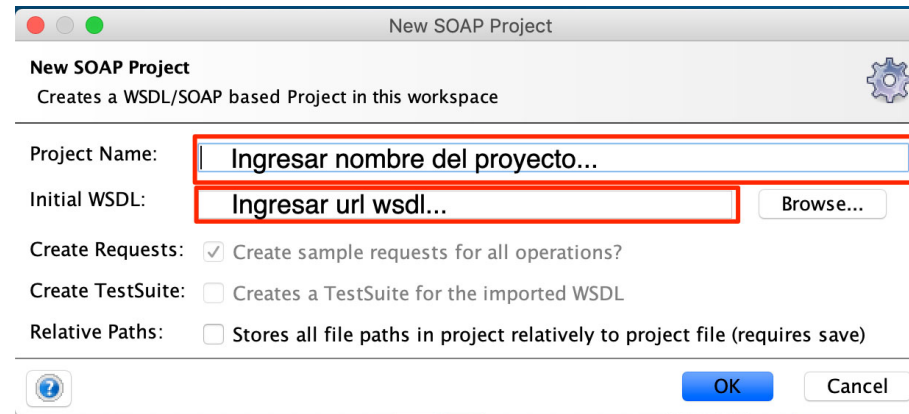 New SOAP Project
New SOAP Project
Creates a WSDL/SOAP based Project in this workspace
Project Name: Ingresar nombre del proyecto...
Initial WSDL: Ingresar url wsdl... Browse...
Create Requests: Create sample requests for all operations?
Create TestSuite: Creates a TestSuite for the imported WSDL
Relative Paths: Stores all file paths in project relatively to project file (requires save)
? OK Cancel